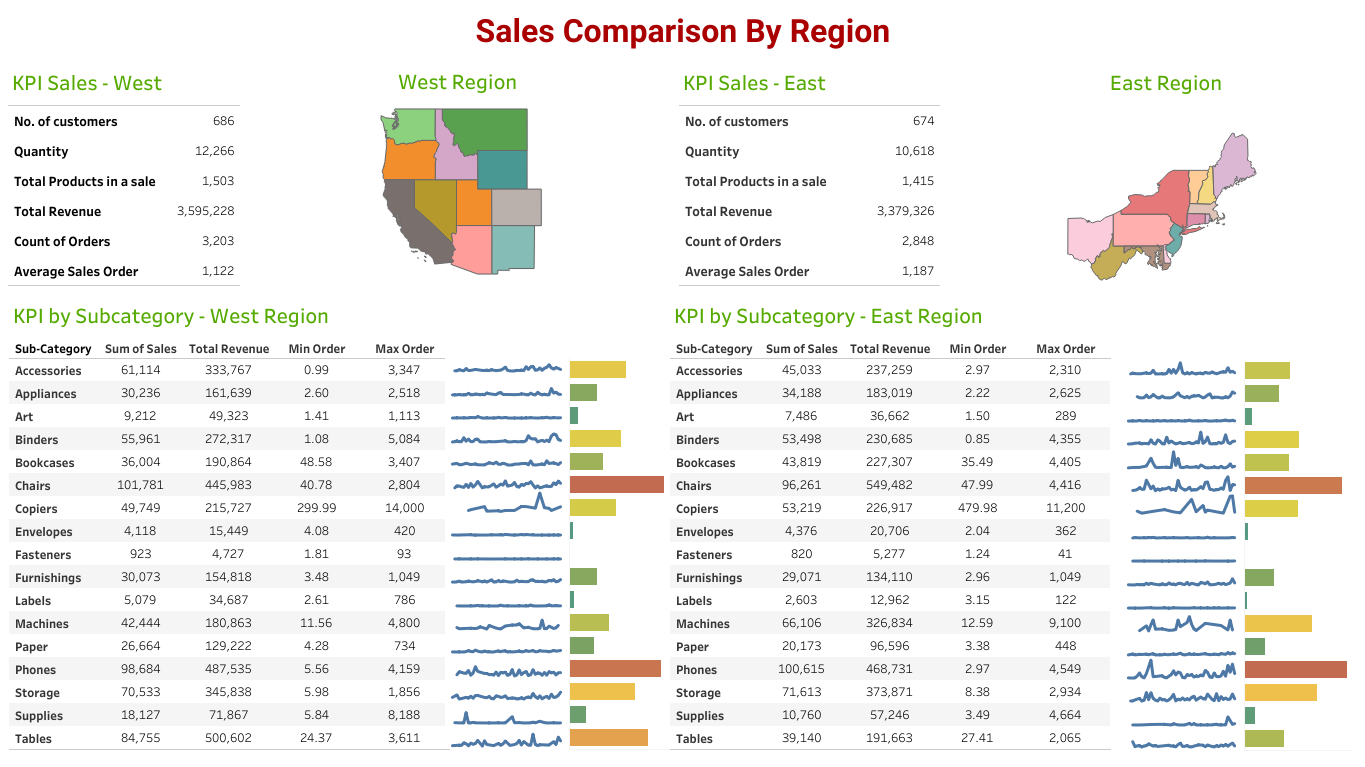 Sales Comparison By Region
KPI Sales - West
No. of customers 686
Quantity 12,266
Total Products in a sale 1,503
Total Revenue 3,595,228
Count of Orders 3,203
Average Sales Order 1,122
West Region
KPI Sales - East
No. of customers 674
Quantity 10,618
Total Products in a sale 1,415
Total Revenue 3,379,326
Count of Orders 2,848
Average Sales Order 1,187
East Region
KPI by Subcategory - West Region
Sub-Category Sum of Sales Total Revenue Min Order Max Order
Accessories 61,114 333,767 0.99 3,347
Appliances 30,236 161,639 2.60 2,518
Art 9,212 49,323 1.41 1,113
Binders 55,961 272,317 1.08 5,084
Bookcases 36,004 190,864 48.58 3,407
Chairs 101,781 445,983 40.78 2,804
Copiers 49,749 215,727 299.99 14,000
Envelopes 4,118 15,449 4.08 420
Fasteners 923 4,727 1.81 93
Furnishings 30,073 154,818 3.48 1,049
Labels 5,079 34,687 2.61 786
Machines 42,444 180,863 11.56 4,800
Paper 26,664 129,222 4.28 734
Phones 98,684 487,535 5.56 4,159
Storage 70,533 345,838 5.98 1,856
Supplies 18,127 71,867 5.84 8,188
Tables 84,755 500,602 24.37 3,611
KPI by Subcategory - East Region
Sub-Category Sum of Sales Total Revenue Min Order Max Order
Accessories 45,033 237,259 2.97 2,310
Appliances 34,188 183,019 2.22 2,625
Art 7,486 36,662 1.50 289
Binders 53,498 230,685 0.85 4,355
Bookcases 43,819 227,307 35.49 4,405
Chairs 96,261 549,482 47.99 4,416
Copiers 53,219 226,917 479.98 11,200
Envelopes 4,376 20,706 2.04 362
Fasteners 820 5,277 1.24 41
Furnishings 29,071 134,110 2.96 1,049
Labels 2,603 12,962 3.15 122
Machines 66,106 326,834 12.59 9,100
Paper 20,173 96,596 3.38 448
Phones 100,615 468,731 2.97 4,549
Storage 71,613 373,871 8.38 2,934
Supplies 10,760 57,246 3.49 4,664
Tables 39,140 191,663 27.41 2,065